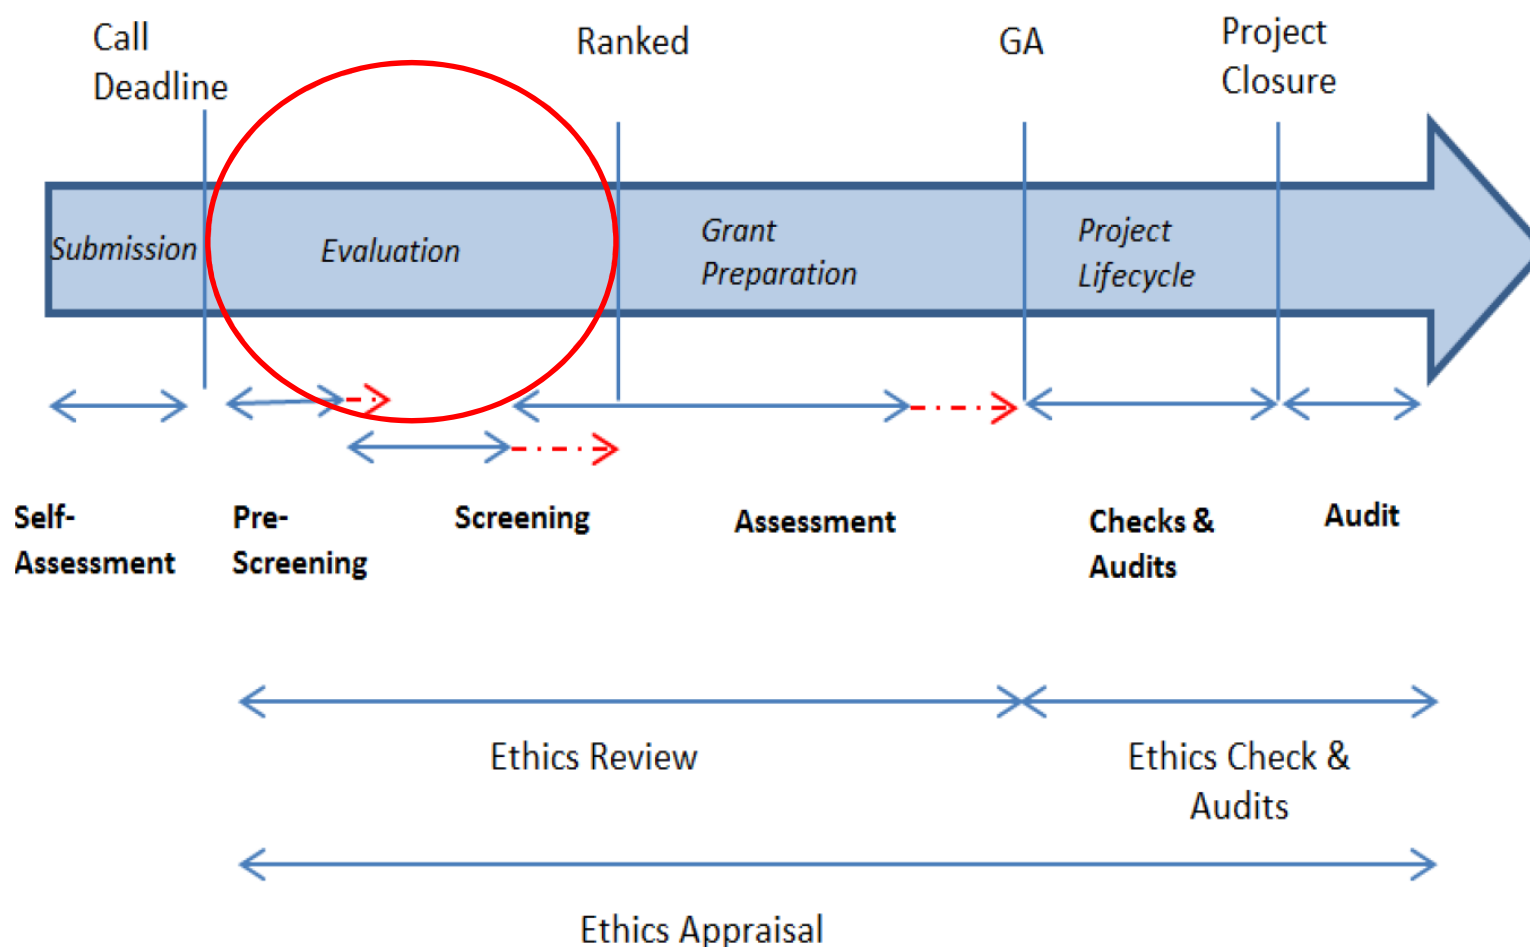 Call
Deadline
Ranked
GA
Project
Closure
Submission
Evaluation
Grant
Preparation
Project
Lifecycle
Self-
Assessment
Pre-
Screening
Screening
Assessment
Checks &
Audits
Audit
Ethics Review
Ethics Check &
Audits
Ethics Appraisal